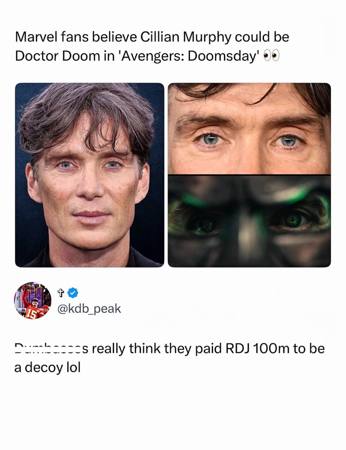 Marvel fans believe Cillian Murphy could be
Doctor Doom in 'Avengers: Doomsday' 👀
✞
@kdb_peak
Dumbasses really think they paid RDJ 100m to be
a decoy lol